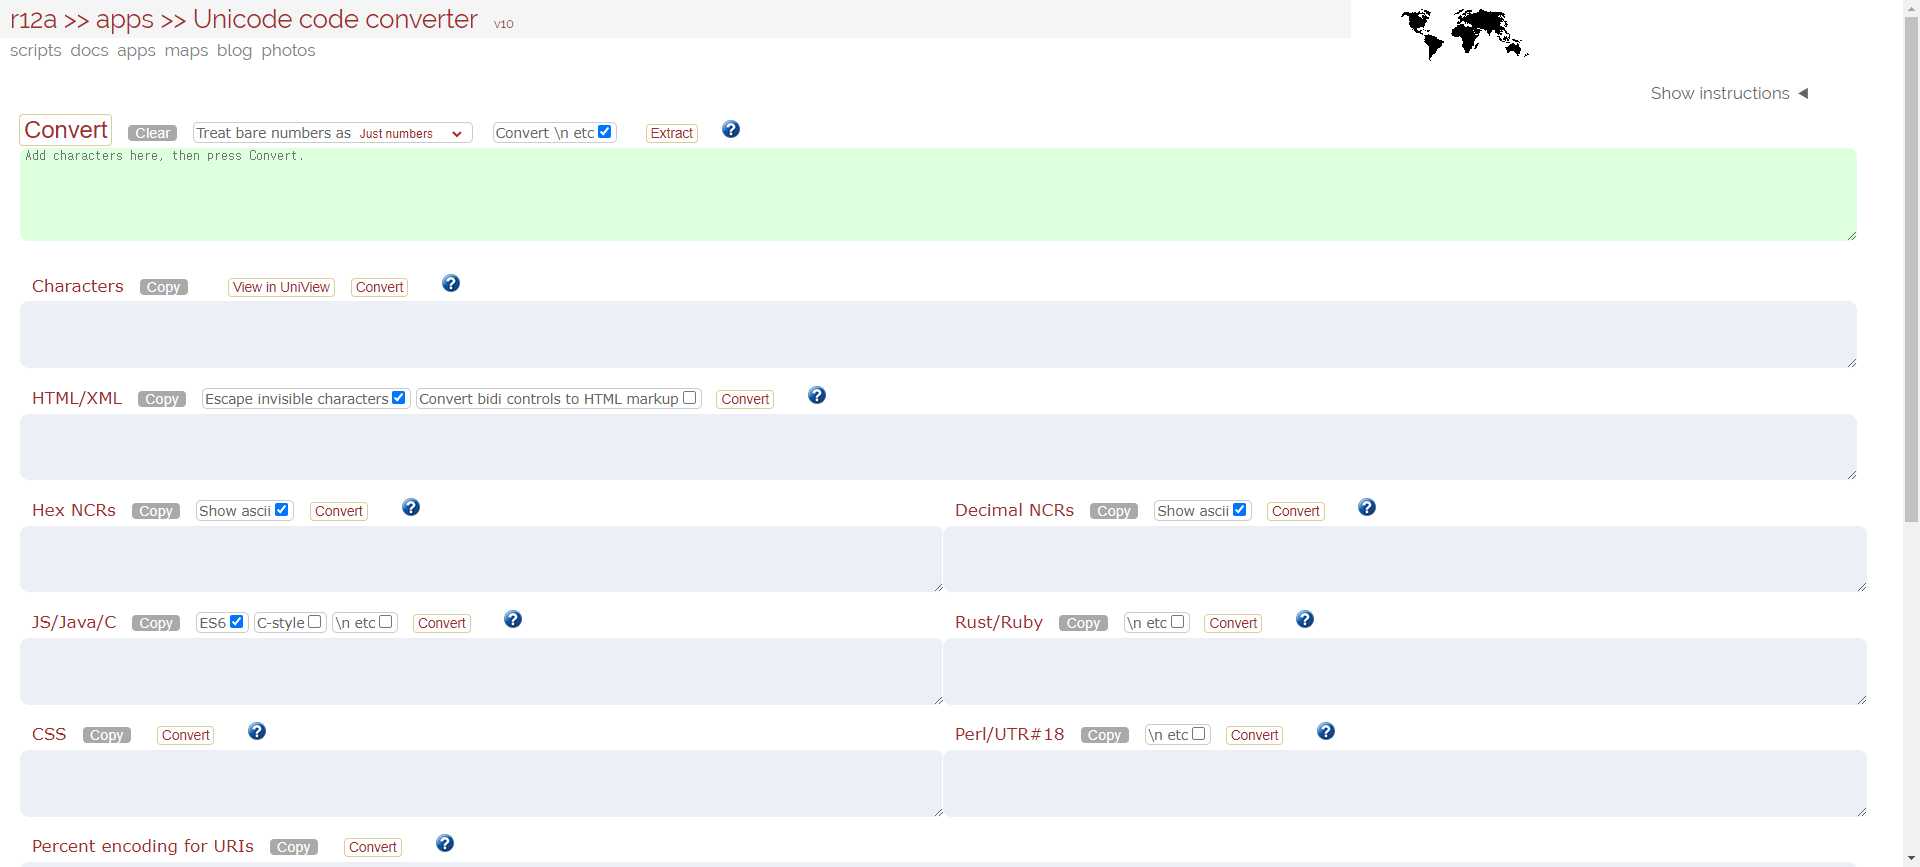 r12a >> apps >> Unicode code converter v10
scripts docs apps maps blog photos
Show instructions ◀
Convert Clear Treat bare numbers as Just numbers Convert \n etc Extract ?
Add characters here, then press Convert.
Characters Copy View in UniView Convert ?
HTML/XML Copy Escape invisible characters Convert bidi controls to HTML markup Convert ?
Hex NCRs Copy Show ascii Convert ?
Decimal NCRs Copy Show ascii Convert ?
JS/Java/C Copy ES6 C-style \n etc Convert ?
Rust/Ruby Copy \n etc Convert ?
CSS Copy Convert ?
Perl/UTR#18 Copy \n etc Convert ?
Percent encoding for URIs Copy Convert ?